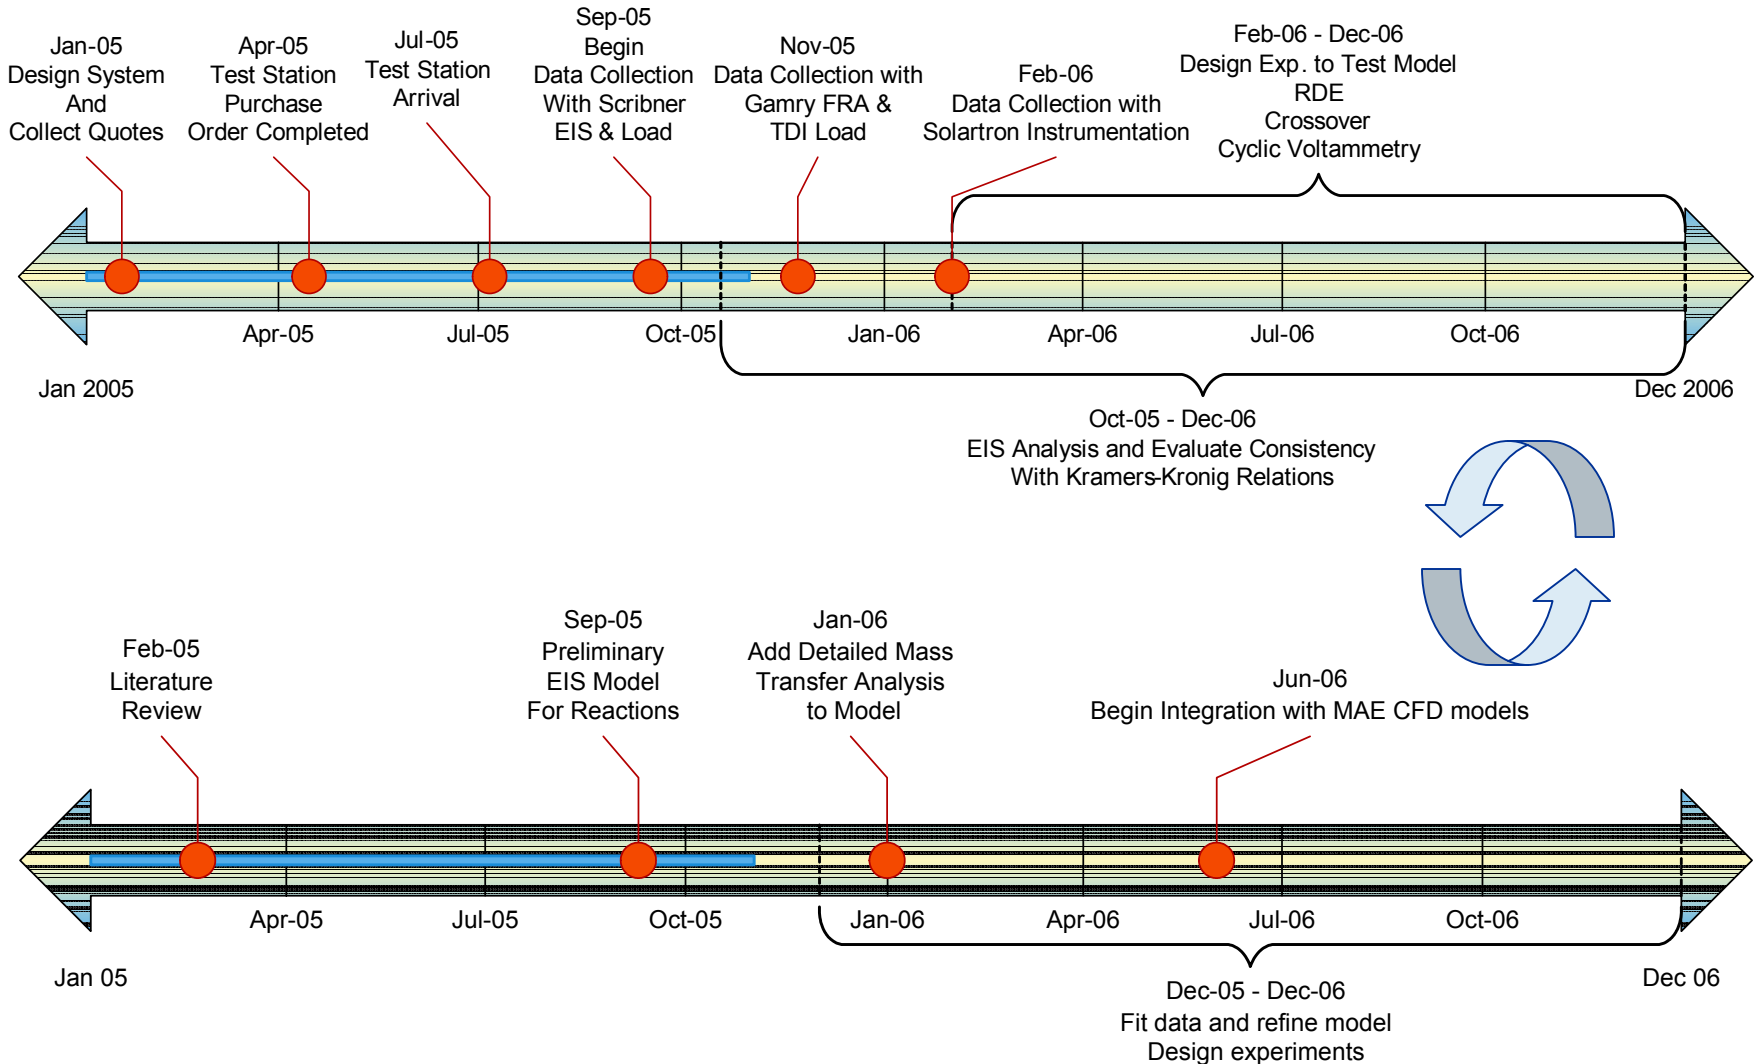 Jan-05
Design System
And
Collect Quotes
Apr-05
Test Station
Purchase
Order Completed
Jul-05
Test Station
Arrival
Sep-05
Begin
Data Collection
With Scribner
EIS & Load
Nov-05
Data Collection with
Gamry FRA &
TDI Load
Feb-06
Data Collection with
Solartron Instrumentation
Feb-06 - Dec-06
Design Exp. to Test Model
RDE
Crossover
Cyclic Voltammetry
Apr-05
Jul-05
Oct-05
Jan-06
Apr-06
Jul-06
Oct-06
Jan 2005
Dec 2006
Oct-05 - Dec-06
EIS Analysis and Evaluate Consistency
With Kramers-Kronig Relations
Feb-05
Literature
Review
Sep-05
Preliminary
EIS Model
For Reactions
Jan-06
Add Detailed Mass
Transfer Analysis
to Model
Jun-06
Begin Integration with MAE CFD models
Apr-05
Jul-05
Oct-05
Jan-06
Apr-06
Jul-06
Oct-06
Jan 05
Dec 06
Dec-05 - Dec-06
Fit data and refine model
Design experiments